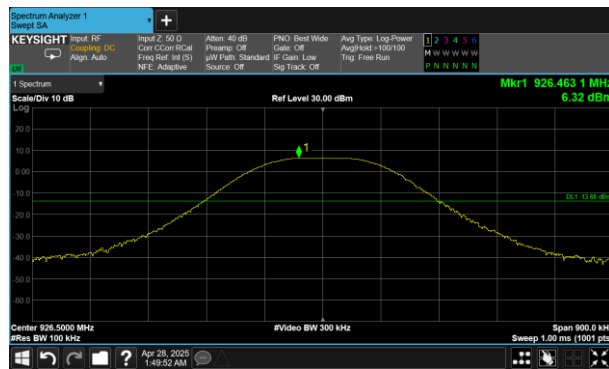 Spectrum Analyzer 1
Swept SA
KEYSIGHT
Input: RF
Coupling: DC
Align: Auto
Input Z: 50 Ω
Corr CCorr RCal
Freq Ref: Int (S)
NFE: Adaptive
Atten: 40 dB
Preamp: Off
µW Path: Standard
Source: Off
PNO: Best Wide
Gate: Off
IF Gain: Low
Sig Track: Off
Avg Type: Log-Power
Avg|Hold:>100/100
Trig: Free Run
1 2 3 4 5 6
M W W W W W
P N N N N N
1 Spectrum
Scale/Div 10 dB
Log
Ref Level 30.00 dBm
Mkr1 926.463 1 MHz
6.32 dBm
1
20.0
10.0
0.00
-10.0
DL1 -13.68 dBm
-20.0
-30.0
-40.0
-50.0
-60.0
Center 926.5000 MHz
#Res BW 100 kHz
#Video BW 300 kHz
Span 900.0 kH
Sweep 1.00 ms (1001 pts
?
Apr 28, 2025
1:49:52 AM